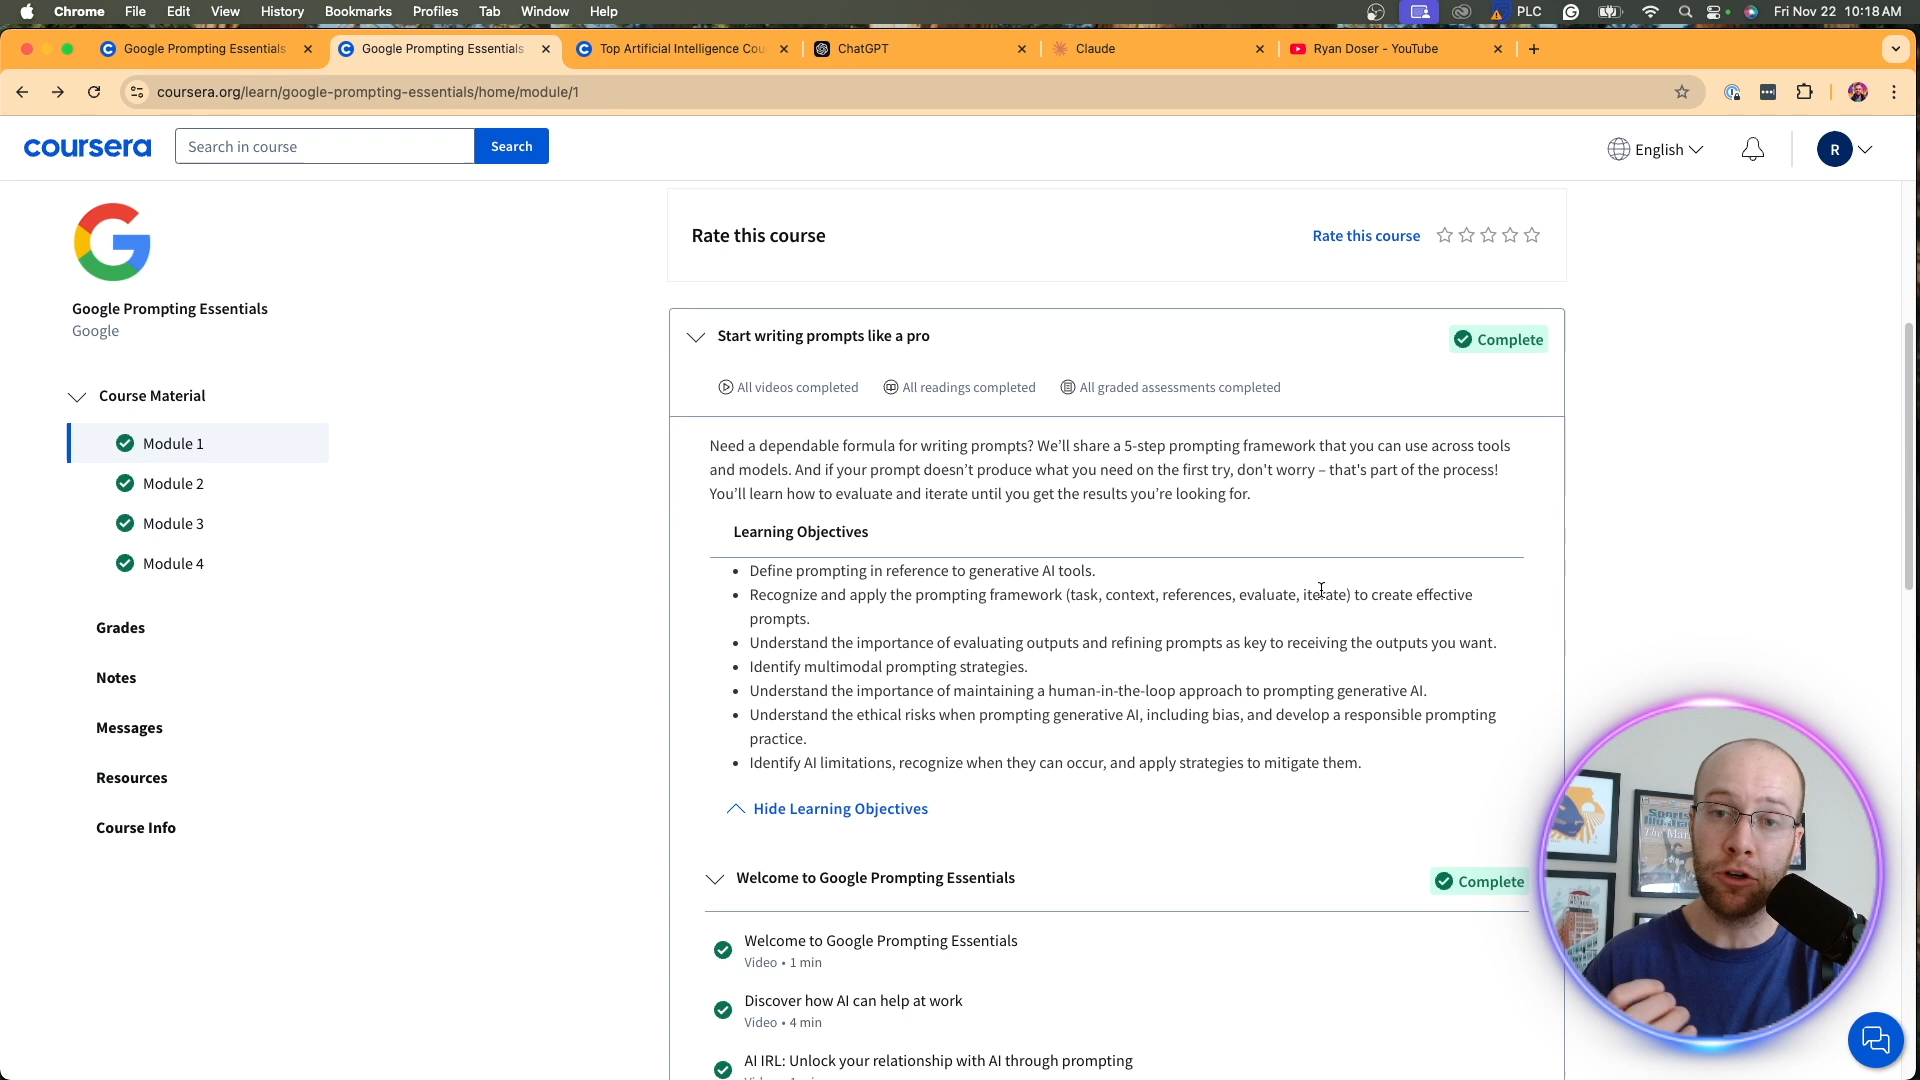 Chrome File Edit View History Bookmarks Profiles Tab Window Help PLC Fri Nov 22 10:18 AM
Google Prompting Essentials Google Prompting Essentials Top Artificial Intelligence Cou ChatGPT Claude Ryan Doser - YouTube
coursera.org/learn/google-prompting-essentials/home/module/1
coursera Search in course Search English R
Rate this course Rate this course
Google Prompting Essentials
Google
Course Material
Module 1
Module 2
Module 3
Module 4
Grades
Notes
Messages
Resources
Course Info
Start writing prompts like a pro Complete
All videos completed All readings completed All graded assessments completed
Need a dependable formula for writing prompts? We’ll share a 5-step prompting framework that you can use across tools
and models. And if your prompt doesn’t produce what you need on the first try, don't worry – that's part of the process!
You’ll learn how to evaluate and iterate until you get the results you’re looking for.
Learning Objectives
• Define prompting in reference to generative AI tools.
• Recognize and apply the prompting framework (task, context, references, evaluate, iterate) to create effective
prompts.
• Understand the importance of evaluating outputs and refining prompts as key to receiving the outputs you want.
• Identify multimodal prompting strategies.
• Understand the importance of maintaining a human-in-the-loop approach to prompting generative AI.
• Understand the ethical risks when prompting generative AI, including bias, and develop a responsible prompting
practice.
• Identify AI limitations, recognize when they can occur, and apply strategies to mitigate them.
Hide Learning Objectives
Welcome to Google Prompting Essentials Complete
Welcome to Google Prompting Essentials
Video • 1 min
Discover how AI can help at work
Video • 4 min
AI IRL: Unlock your relationship with AI through prompting